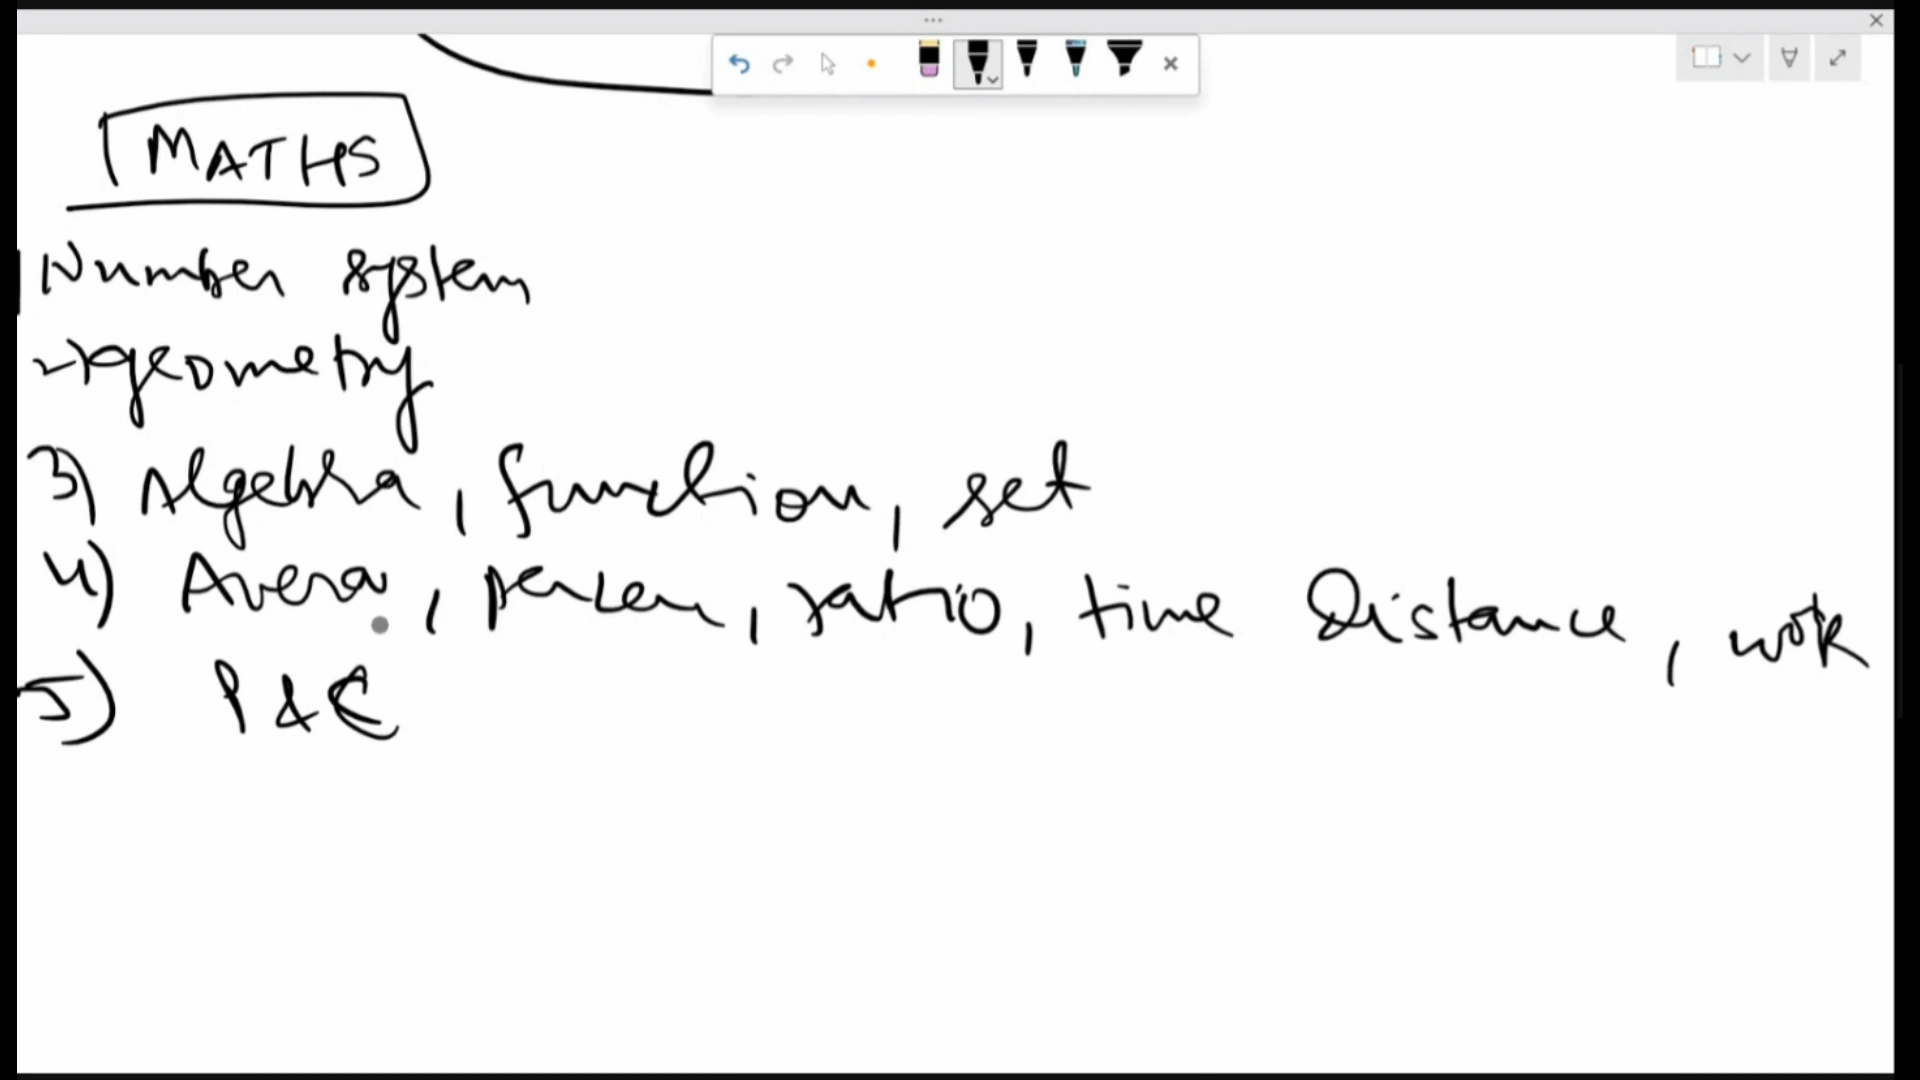 MATHS
Number system
Geometry
3) Algebra, function, set
4) Avera, percen, ratio, time Distance, work
5) P & C